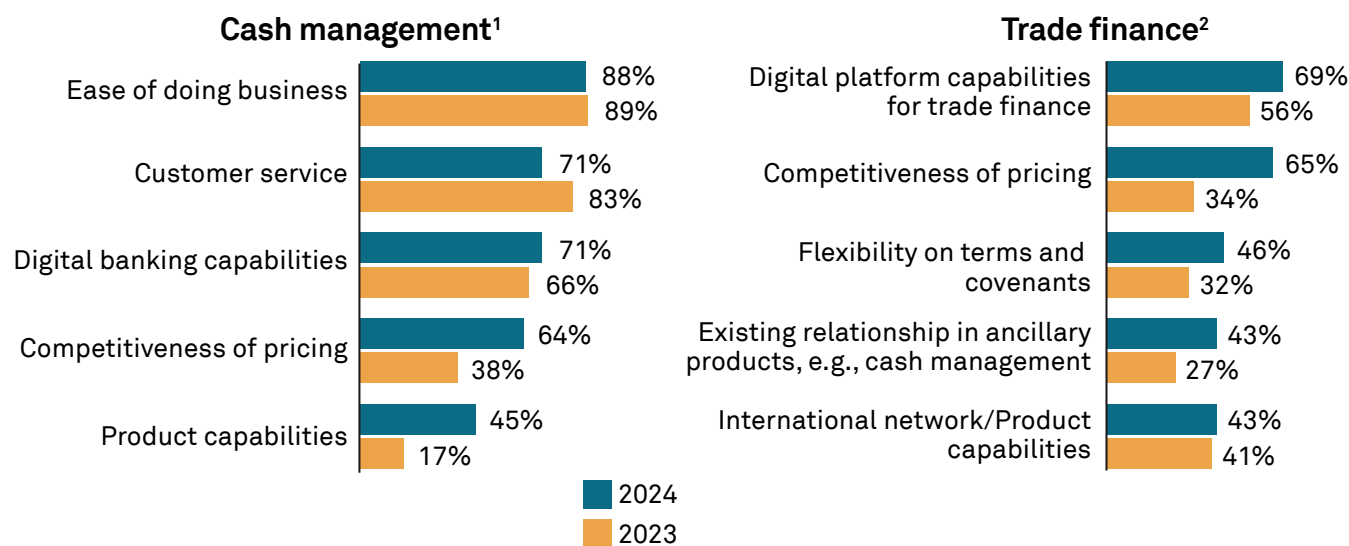 Cash management¹
Ease of doing business
88%
89%
Customer service
71%
83%
Digital banking capabilities
71%
66%
Competitiveness of pricing
64%
38%
Product capabilities
45%
17%
Trade finance²
Digital platform capabilities
for trade finance
69%
56%
Competitiveness of pricing
65%
34%
Flexibility on terms and
covenants
46%
32%
Existing relationship in ancillary
products, e.g., cash management
43%
27%
International network/Product
capabilities
43%
41%
2024
2023